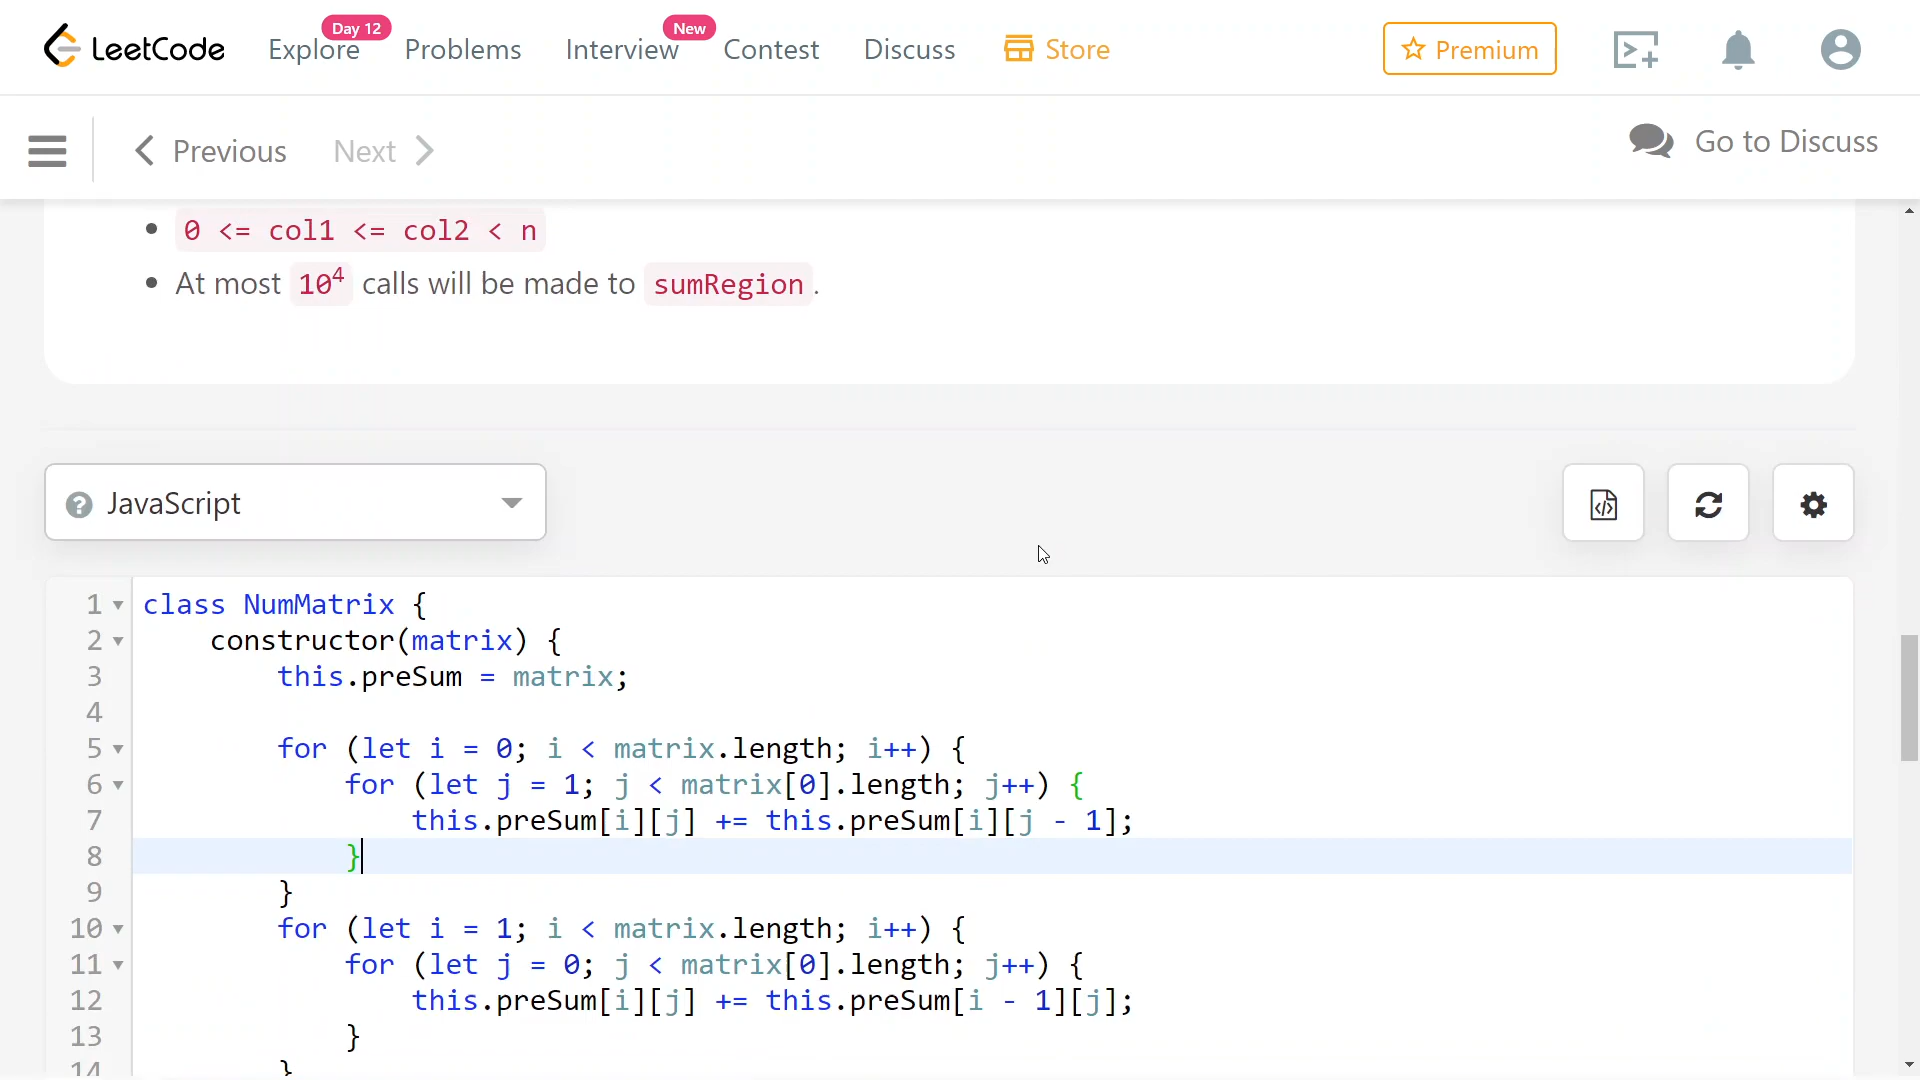 Day 12
New
LeetCode Explore Problems Interview Contest Discuss Store Premium
Previous Next Go to Discuss
0 <= col1 <= col2 < n
At most 10⁴ calls will be made to sumRegion.
JavaScript
1 class NumMatrix {
2 constructor(matrix) {
3 this.preSum = matrix;
4
5 for (let i = 0; i < matrix.length; i++) {
6 for (let j = 1; j < matrix[0].length; j++) {
7 this.preSum[i][j] += this.preSum[i][j - 1];
8 }
9 }
10 for (let i = 1; i < matrix.length; i++) {
11 for (let j = 0; j < matrix[0].length; j++) {
12 this.preSum[i][j] += this.preSum[i - 1][j];
13 }
14 }